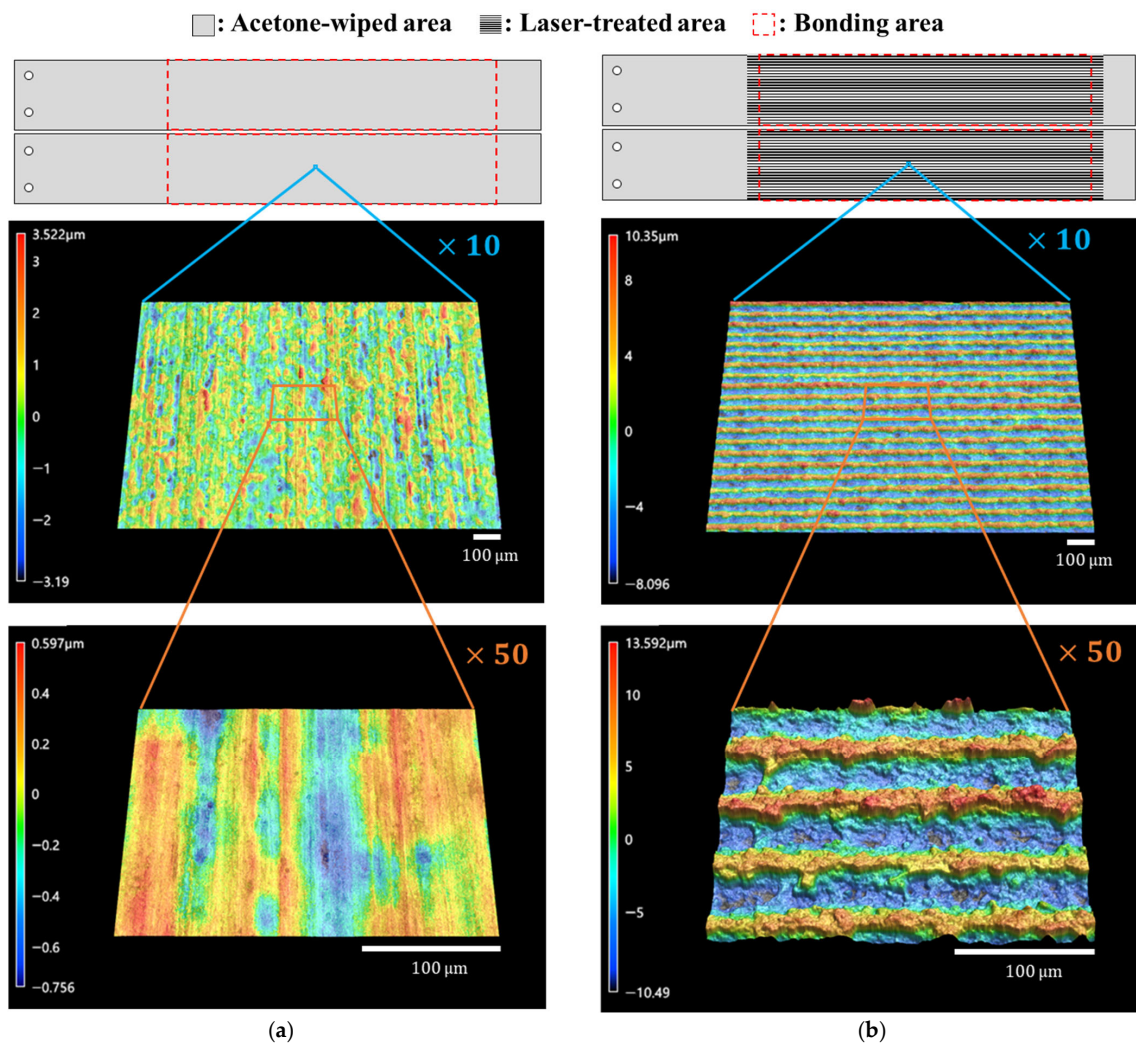 : Acetone-wiped area : Laser-treated area : Bonding area
3.522μm
3
2
1
0
−1
−2
−3.19
× 10
100 μm
10.35μm
8
4
0
−4
−8.096
× 10
100 μm
0.597μm
0.4
0.2
0
−0.2
−0.4
−0.6
−0.756
× 50
100 μm
13.592μm
10
5
0
−5
−10.49
× 50
100 μm
(a)
(b)